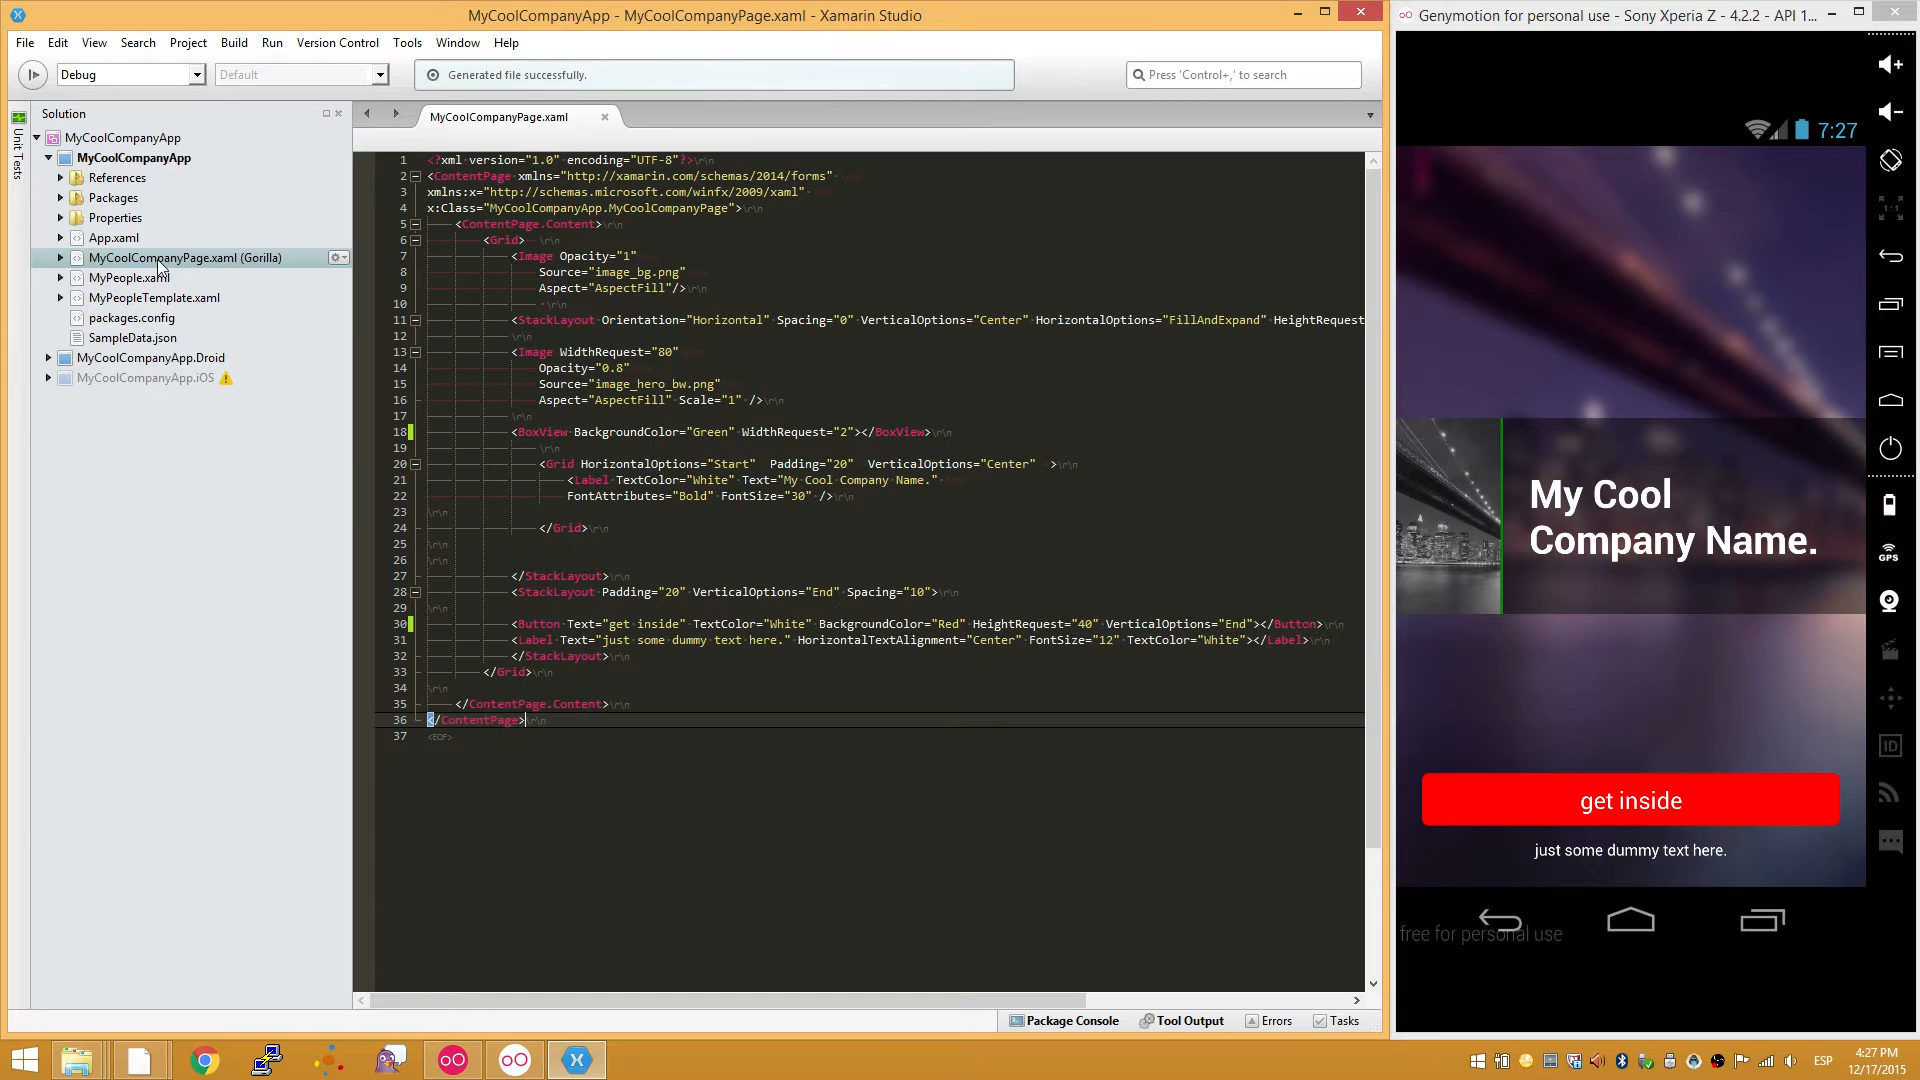 MyCoolCompanyApp - MyCoolCompanyPage.xaml - Xamarin Studio
File Edit View Search Project Build Run Version Control Tools Window Help
Debug
Default
Generated file successfully.
Press 'Control+,' to search
Unit Tests
Solution
MyCoolCompanyApp
MyCoolCompanyApp
References
Packages
Properties
App.xaml
MyCoolCompanyPage.xaml (Gorilla)
MyPeople.xaml
MyPeopleTemplate.xaml
packages.config
SampleData.json
MyCoolCompanyApp.Droid
MyCoolCompanyApp.iOS
MyCoolCompanyPage.xaml
1 <?xml version="1.0" encoding="UTF-8"?>\r\n
2 <ContentPage xmlns="http://xamarin.com/schemas/2014/forms"
3 xmlns:x="http://schemas.microsoft.com/winfx/2009/xaml"
4 x:Class="MyCoolCompanyApp.MyCoolCompanyPage">\r\n
5 <ContentPage.Content>\r\n
6 <Grid> \r\n
7 <Image Opacity="1"
8 Source="image_bg.png"
9 Aspect="AspectFill"/>\r\n
10 \r\n
11 <StackLayout Orientation="Horizontal" Spacing="0" VerticalOptions="Center" HorizontalOptions="FillAndExpand" HeightRequest
12 \r\n
13 <Image WidthRequest="80"
14 Opacity="0.8"
15 Source="image_hero_bw.png"
16 Aspect="AspectFill" Scale="1" />\r\n
17 \r\n
18 <BoxView BackgroundColor="Green" WidthRequest="2"></BoxView>\r\n
19 \r\n
20 <Grid HorizontalOptions="Start" Padding="20" VerticalOptions="Center" >\r\n
21 <Label TextColor="White" Text="My Cool Company Name."
22 FontAttributes="Bold" FontSize="30" />\r\n
23 \r\n
24 </Grid>\r\n
25 \r\n
26 \r\n
27 </StackLayout>\r\n
28 <StackLayout Padding="20" VerticalOptions="End" Spacing="10">\r\n
29 \r\n
30 <Button Text="get inside" TextColor="White" BackgroundColor="Red" HeightRequest="40" VerticalOptions="End"></Button>\r\n
31 <Label Text="just some dummy text here." HorizontalTextAlignment="Center" FontSize="12" TextColor="White"></Label>\r\n
32 </StackLayout>\r\n
33 </Grid>\r\n
34 \r\n
35 </ContentPage.Content>\r\n
36 </ContentPage>\r\n
37 <EOF>
Package Console Tool Output Errors Tasks
Genymotion for personal use - Sony Xperia Z - 4.2.2 - API 1...
7:27
1:1
My Cool
Company Name.
GPS
ID
get inside
just some dummy text here.
free for personal use
ESP
4:27 PM
12/17/2015